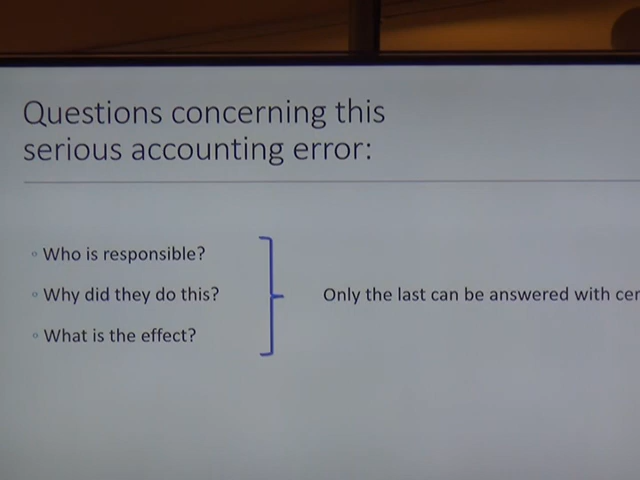 Questions concerning this
serious accounting error:
Who is responsible?
Why did they do this?
What is the effect?
Only the last can be answered with cer